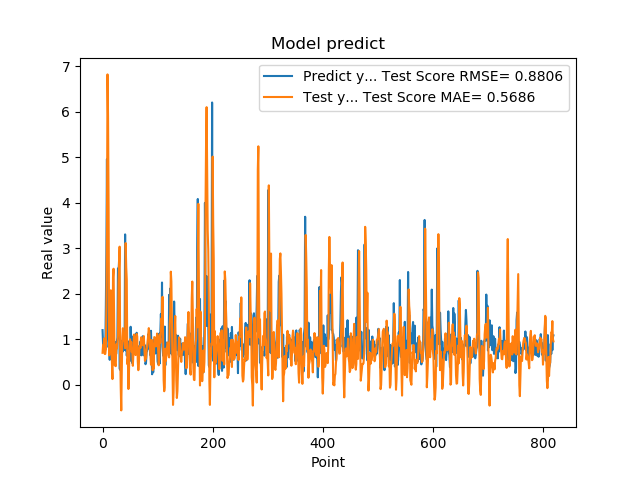 Model predict
Predict y... Test Score RMSE= 0.8806
Test y... Test Score MAE= 0.5686
Real value
7
6
5
4
3
2
1
0
0 200 400 600 800
Point